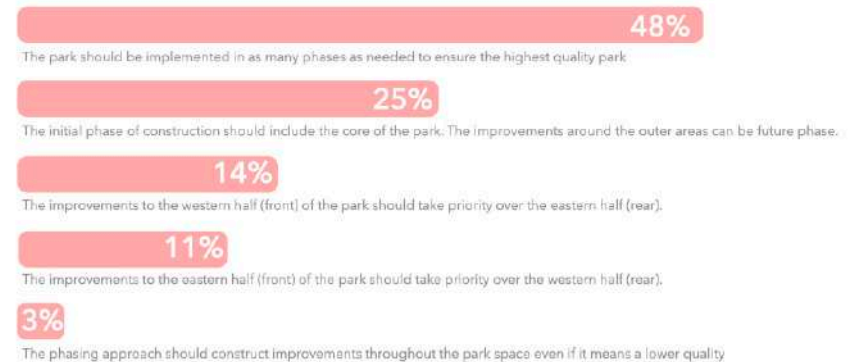 48%
The park should be implemented in as many phases as needed to ensure the highest quality park
25%
The initial phase of construction should include the core of the park. The improvements around the outer areas can be future phase.
14%
The improvements to the western half (front) of the park should take priority over the eastern half (rear).
11%
The improvements to the eastern half (front) of the park should take priority over the western half (rear).
3%
The phasing approach should construct improvements throughout the park space even if it means a lower quality